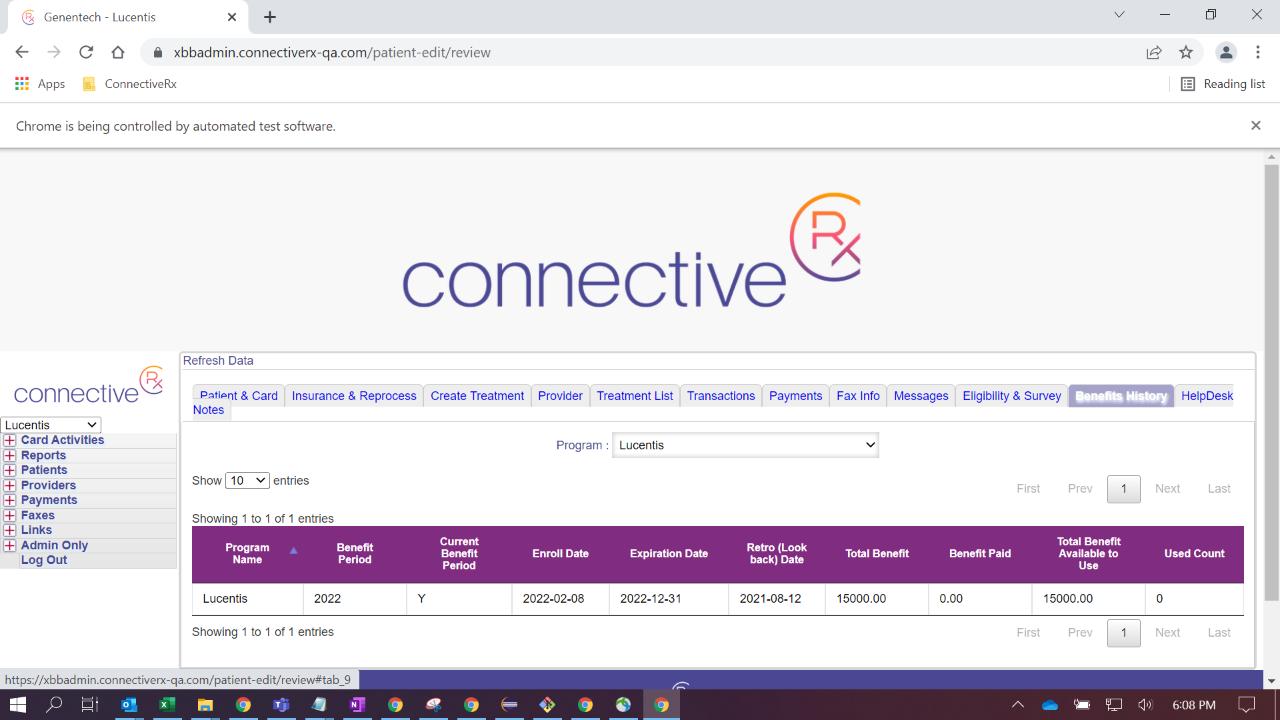 Genentech - Lucentis
xbbadmin.connectiverx-qa.com/patient-edit/review
Apps ConnectiveRx Reading list
Chrome is being controlled by automated test software.
connective Rx
connective Rx
Lucentis
Card Activities
Reports
Patients
Providers
Payments
Faxes
Links
Admin Only
Log Out
Refresh Data
Patient & Card Insurance & Reprocess Create Treatment Provider Treatment List Transactions Payments Fax Info Messages Eligibility & Survey Benefits History HelpDesk
Notes
Program : Lucentis
Show 10 entries
First Prev 1 Next Last
Showing 1 to 1 of 1 entries
Program Name Benefit Period Current Benefit Period Enroll Date Expiration Date Retro (Look back) Date Total Benefit Benefit Paid Total Benefit Available to Use Used Count
Lucentis 2022 Y 2022-02-08 2022-12-31 2021-08-12 15000.00 0.00 15000.00 0
Showing 1 to 1 of 1 entries
First Prev 1 Next Last
https://xbbadmin.connectiverx-qa.com/patient-edit/review#tab_9
6:08 PM